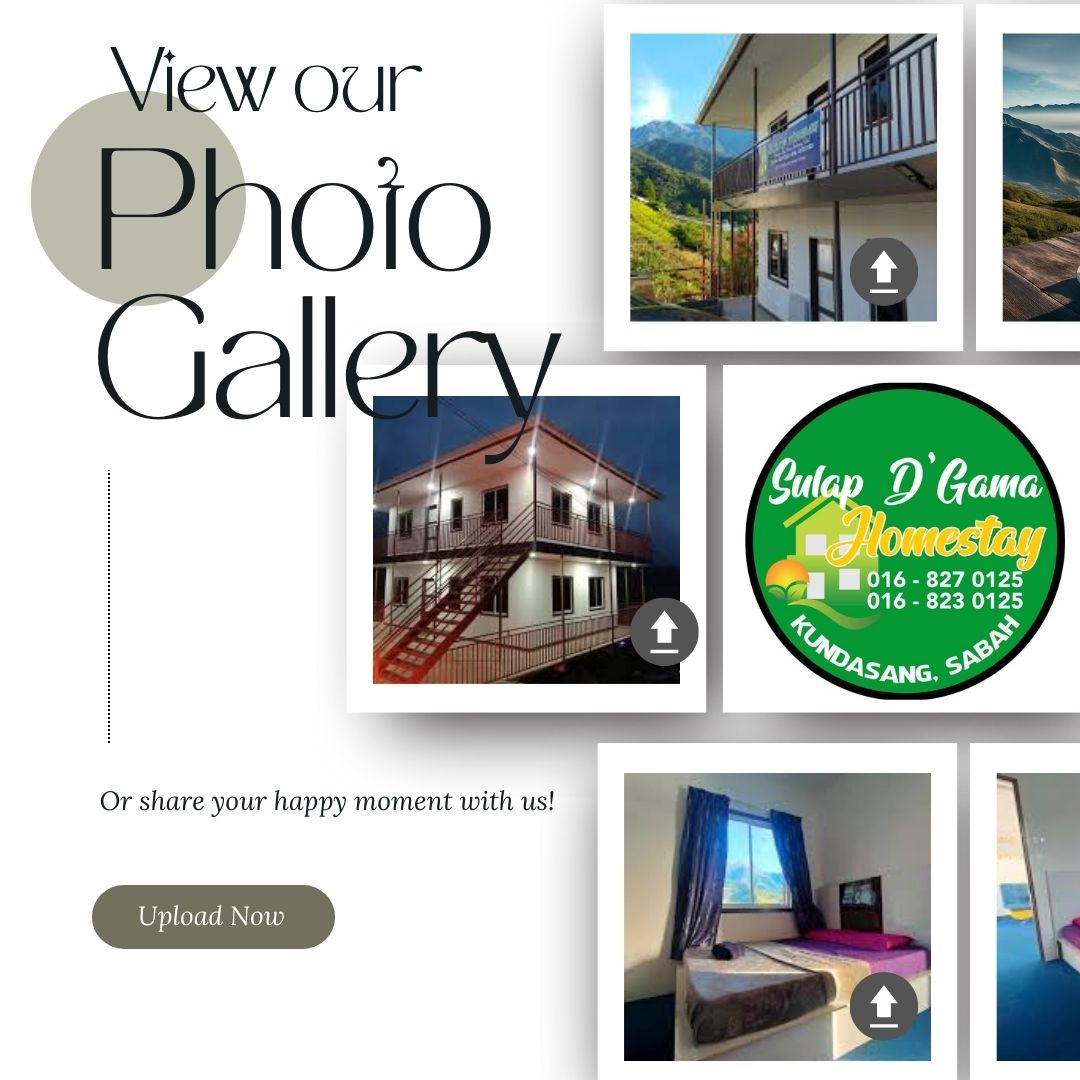 View our
Photo
Gallery
Sulap D'Gama
Homestay
016 - 827 0125
016 - 823 0125
KUNDASANG, SABAH
Or share your happy moment with us!
Upload Now